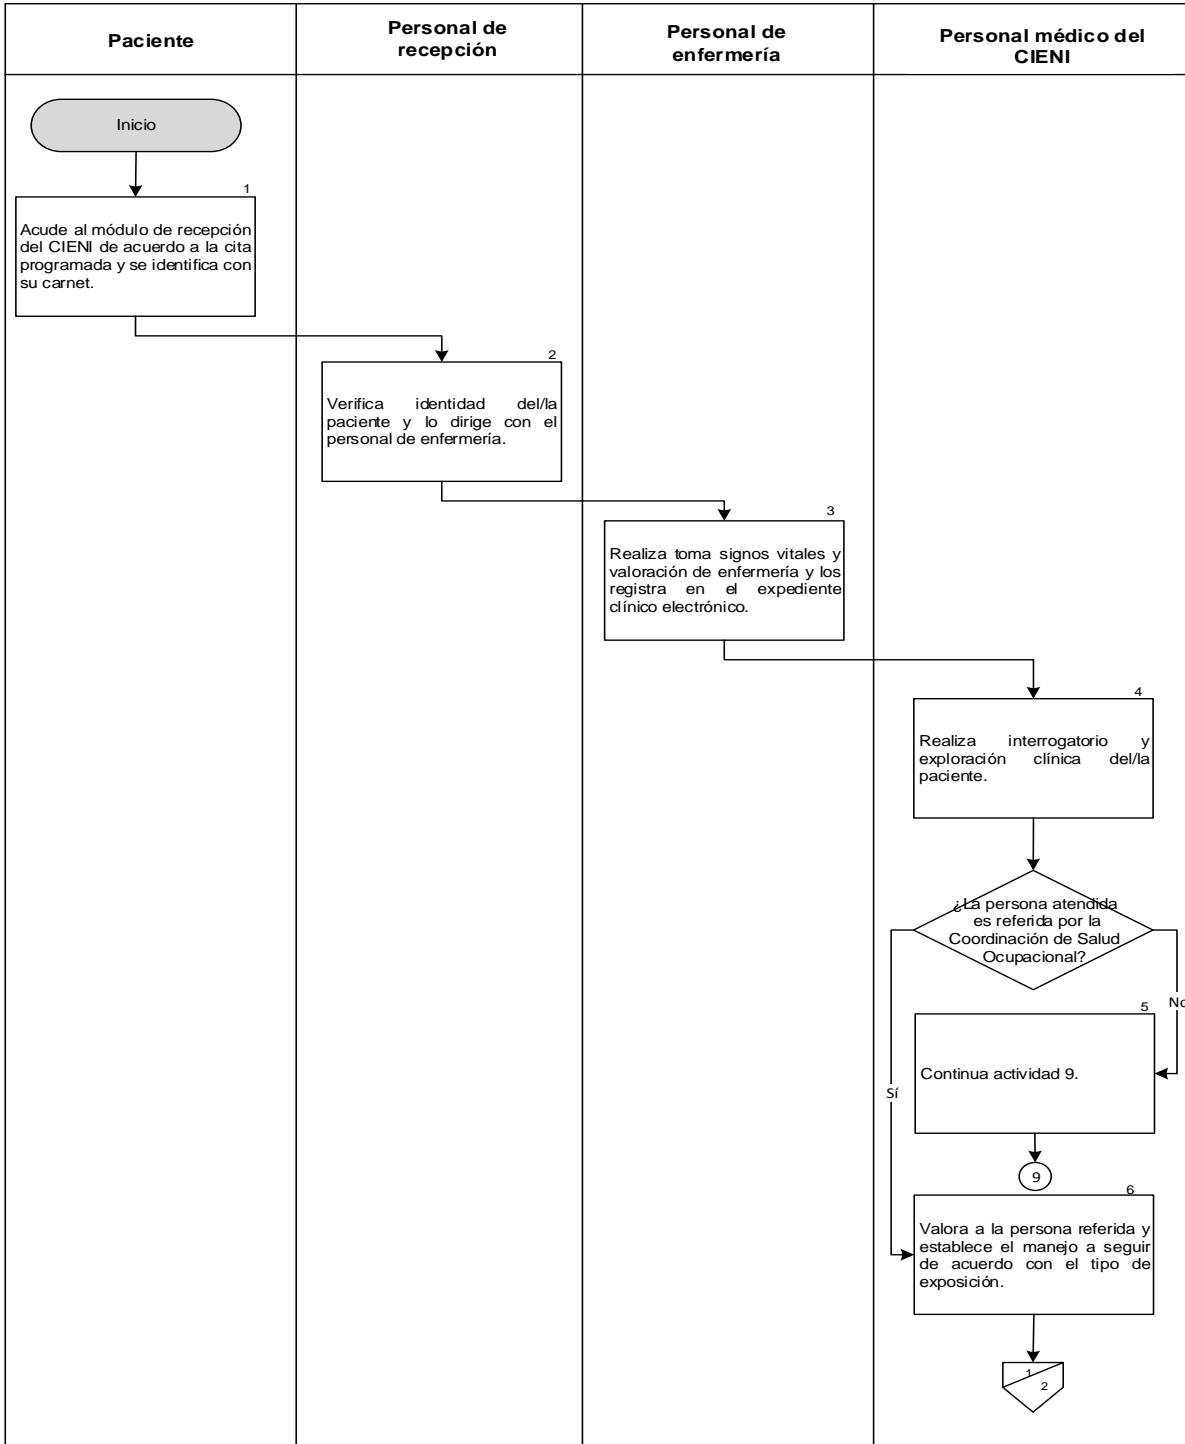 Paciente
Personal de
recepción
Personal de
enfermería
Personal médico del
CIENI
Inicio
1
Acude al módulo de recepción
del CIENI de acuerdo a la cita
programada y se identifica con
su carnet.
2
Verifica identidad del/la
paciente y lo dirige con el
personal de enfermería.
3
Realiza toma signos vitales y
valoración de enfermería y los
registra en el expediente
clínico electrónico.
4
Realiza interrogatorio y
exploración clínica del/la
paciente.
¿La persona atendida
es referida por la
Coordinación de Salud
Ocupacional?
No
5
Continua actividad 9.
Sí
9
6
Valora a la persona referida y
establece el manejo a seguir
de acuerdo con el tipo de
exposición.
1
2